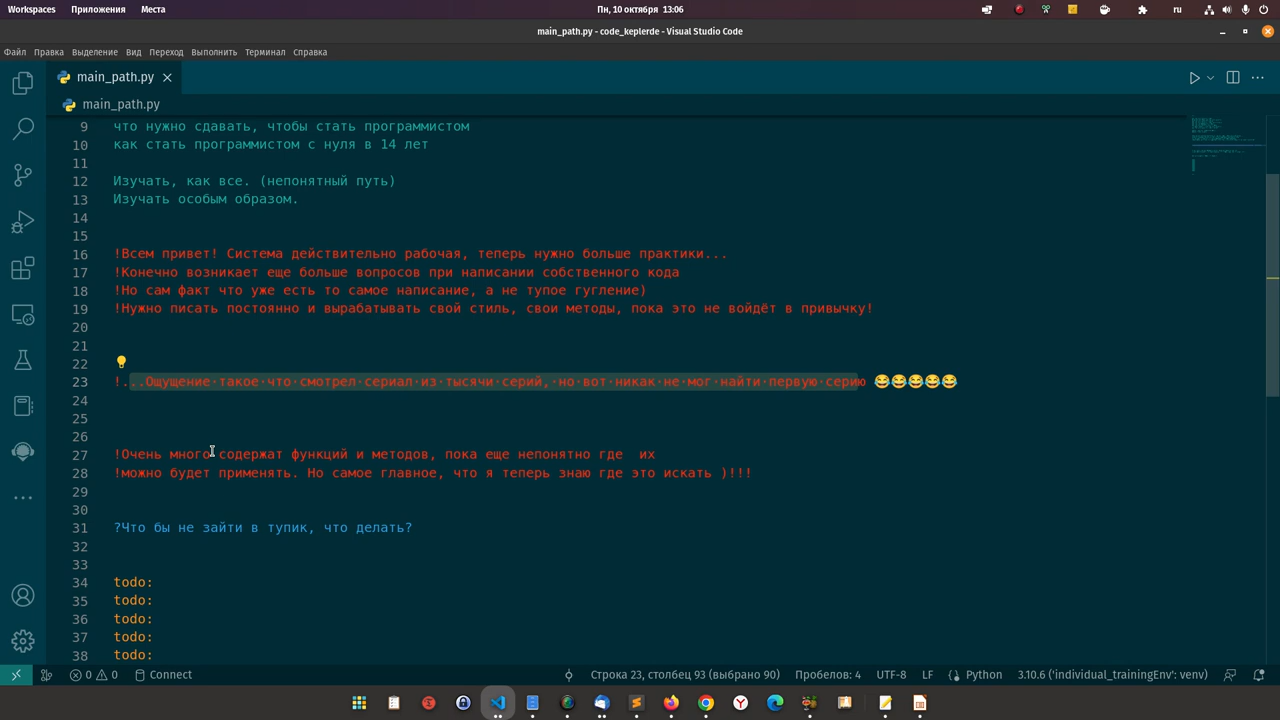 Workspaces Приложения Места Пн, 10 октября 13:06 ru
main_path.py - code_keplerde - Visual Studio Code
Файл Правка Выделение Вид Переход Выполнить Терминал Справка
main_path.py
main_path.py
9 что нужно сдавать, чтобы стать программистом
10 как стать программистом с нуля в 14 лет
11
12 Изучать, как все. (непонятный путь)
13 Изучать особым образом.
14
15
16 !Всем привет! Система действительно рабочая, теперь нужно больше практики...
17 !Конечно возникает еще больше вопросов при написании собственного кода
18 !Но сам факт что уже есть то самое написание, а не тупое гугление)
19 !Нужно писать постоянно и вырабатывать свой стиль, свои методы, пока это не войдёт в привычку!
20
21
22
23 !...Ощущение·такое·что·смотрел·сериал·из·тысячи·серий,·но·вот·никак·не·мог·найти·первую·серию 😂😂😂😂😂
24
25
26
27 !Очень много содержат функций и методов, пока еще непонятно где  их
28 !можно будет применять. Но самое главное, что я теперь знаю где это искать )!!!
29
30
31 ?Что бы не зайти в тупик, что делать?
32
33
34 todo:
35 todo:
36 todo:
37 todo:
38 todo:
0 0 Connect Строка 23, столбец 93 (выбрано 90) Пробелов: 4 UTF-8 LF Python 3.10.6 ('individual_trainingEnv': venv)